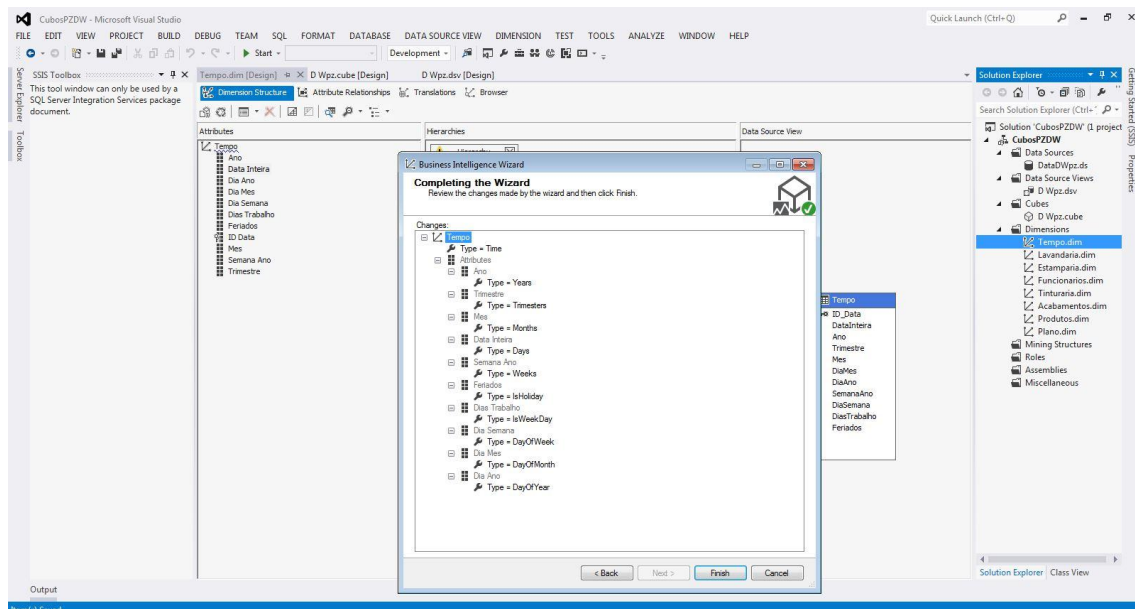 CubosPZDW - Microsoft Visual Studio
Quick Launch (Ctrl+Q)
FILE EDIT VIEW PROJECT BUILD DEBUG TEAM SQL FORMAT DATABASE DATA SOURCE VIEW DIMENSION TEST TOOLS ANALYZE WINDOW HELP
Start - Development -
Server Explorer
Toolbox
SSIS Toolbox
This tool window can only be used by a
SQL Server Integration Services package
document.
Tempo.dim [Design] D Wpz.cube [Design] D Wpz.dsv [Design]
Dimension Structure Attribute Relationships Translations Browser
Attributes
Tempo
Ano
Data Inteira
Dia Ano
Dia Mes
Dia Semana
Dias Trabalho
Feriados
ID Data
Mes
Semana Ano
Trimestre
Hierarchies
Hierarchy
Data Source View
Business Intelligence Wizard
Completing the Wizard
Review the changes made by the wizard and then click Finish.
Changes:
Tempo
Type = Time
Attributes
Ano
Type = Years
Trimestre
Type = Trimesters
Mes
Type = Months
Data Inteira
Type = Days
Semana Ano
Type = Weeks
Feriados
Type = IsHoliday
Dias Trabalho
Type = IsWeekDay
Dia Semana
Type = DayOfWeek
Dia Mes
Type = DayOfMonth
Dia Ano
Type = DayOfYear
< Back Next > Finish Cancel
Tempo
ID_Data
DataInteira
Ano
Trimestre
Mes
DiaMes
DiaAno
SemanaAno
DiaSemana
DiasTrabalho
Feriados
Solution Explorer
Search Solution Explorer (Ctrl+
Solution 'CubosPZDW' (1 project
CubosPZDW
Data Sources
DataDWpz.ds
Data Source Views
D Wpz.dsv
Cubes
D Wpz.cube
Dimensions
Tempo.dim
Lavandaria.dim
Estamparia.dim
Funcionarios.dim
Tinturaria.dim
Acabamentos.dim
Produtos.dim
Plano.dim
Mining Structures
Roles
Assemblies
Miscellaneous
Solution Explorer Class View
Getting Started (SSIS)
Properties
Output